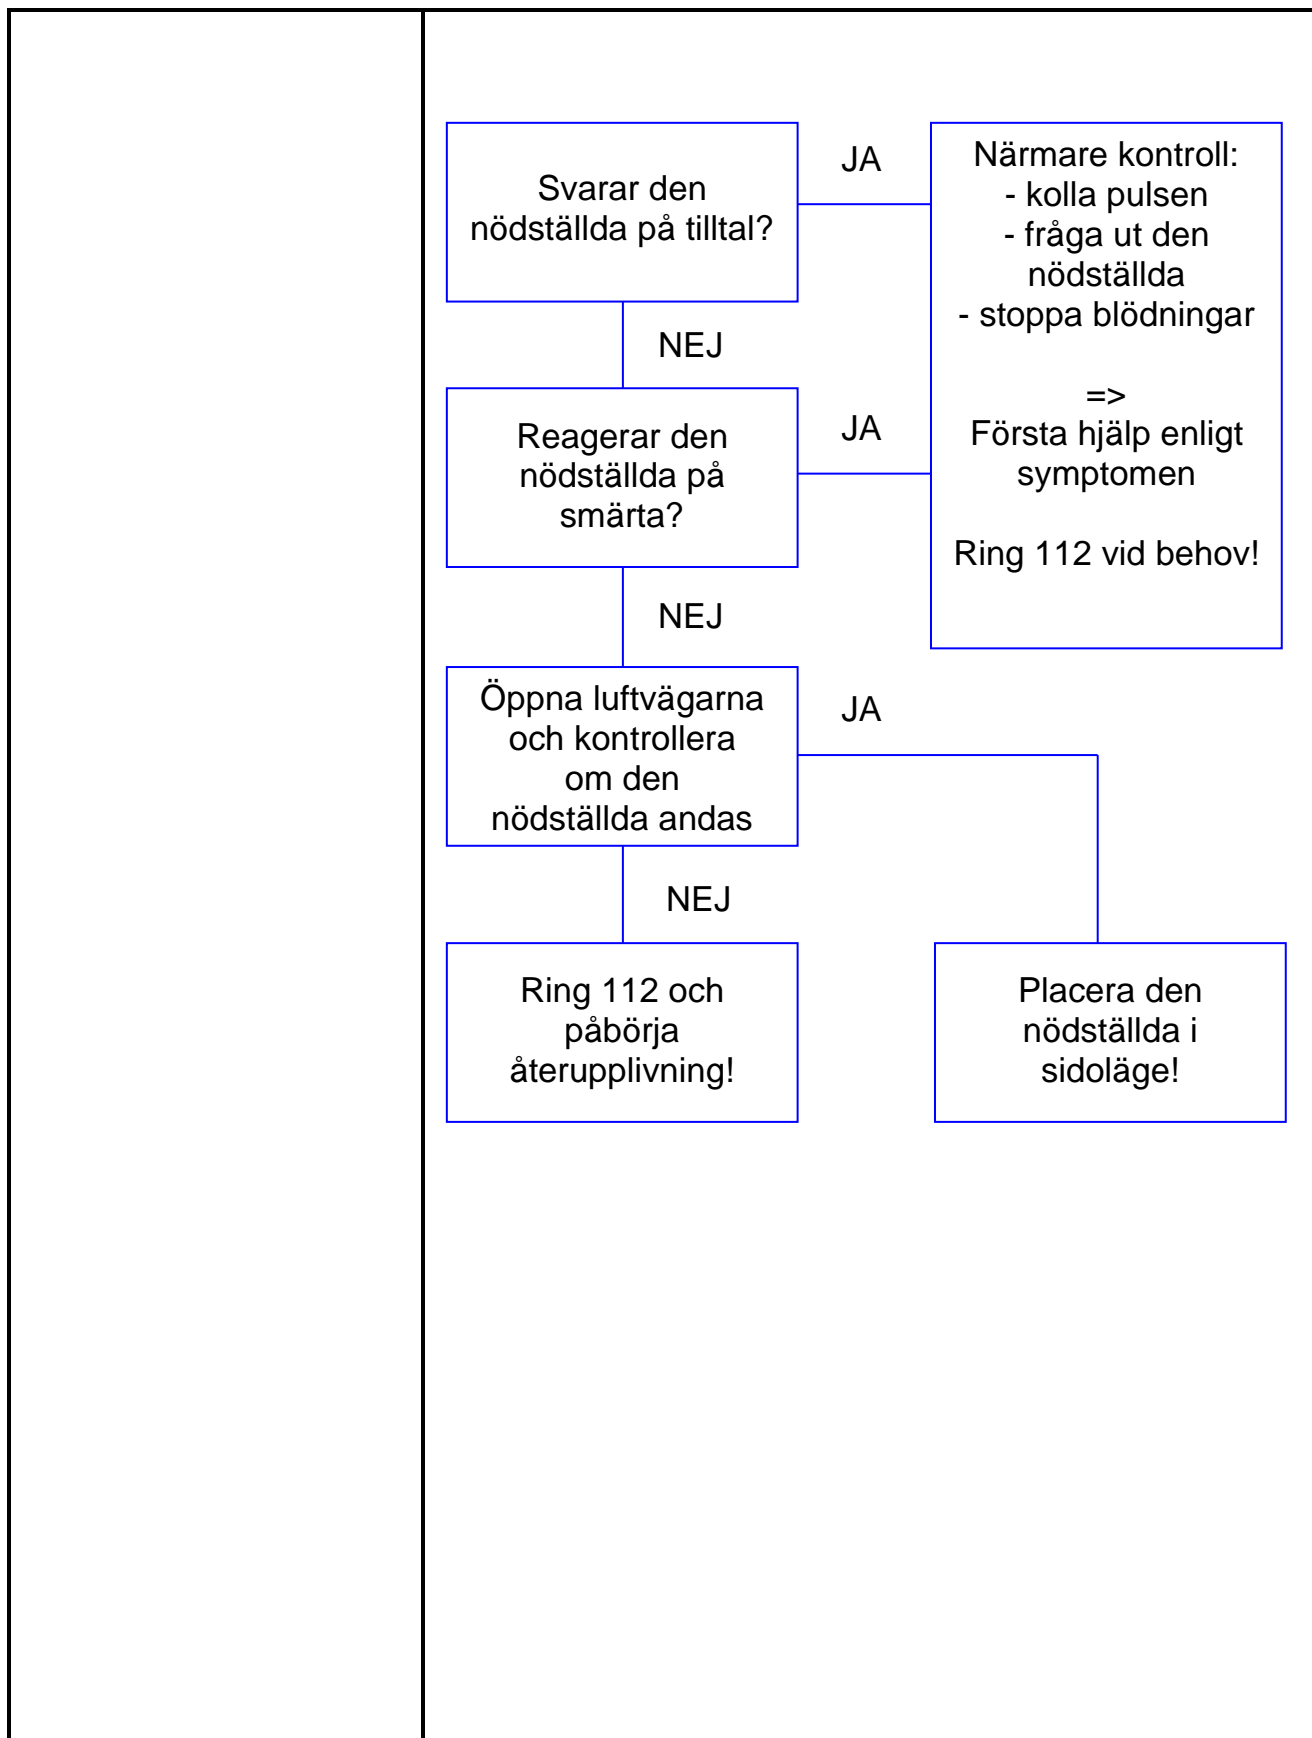 Svarar den
nödställda på tilltal?
JA
Närmare kontroll:
- kolla pulsen
- fråga ut den
nödställda
- stoppa blödningar
=>
Första hjälp enligt
symptomen
Ring 112 vid behov!
NEJ
Reagerar den
nödställda på
smärta?
JA
NEJ
Öppna luftvägarna
och kontrollera
om den
nödställda andas
JA
NEJ
Ring 112 och
påbörja
återupplivning!
Placera den
nödställda i
sidoläge!